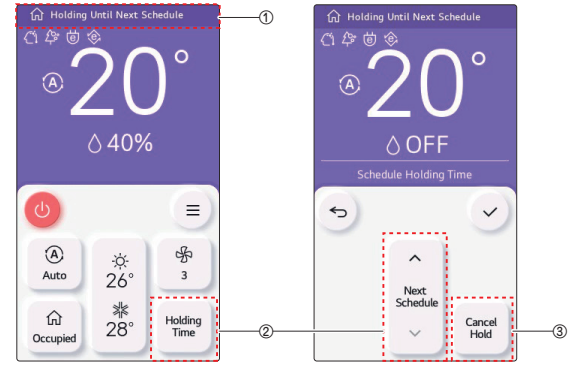 Holding Until Next Schedule
①
20°
40%
Auto
26°
28°
3
Occupied
Holding
Time
②
Holding Until Next Schedule
20°
OFF
Schedule Holding Time
Next
Schedule
Cancel
Hold
③